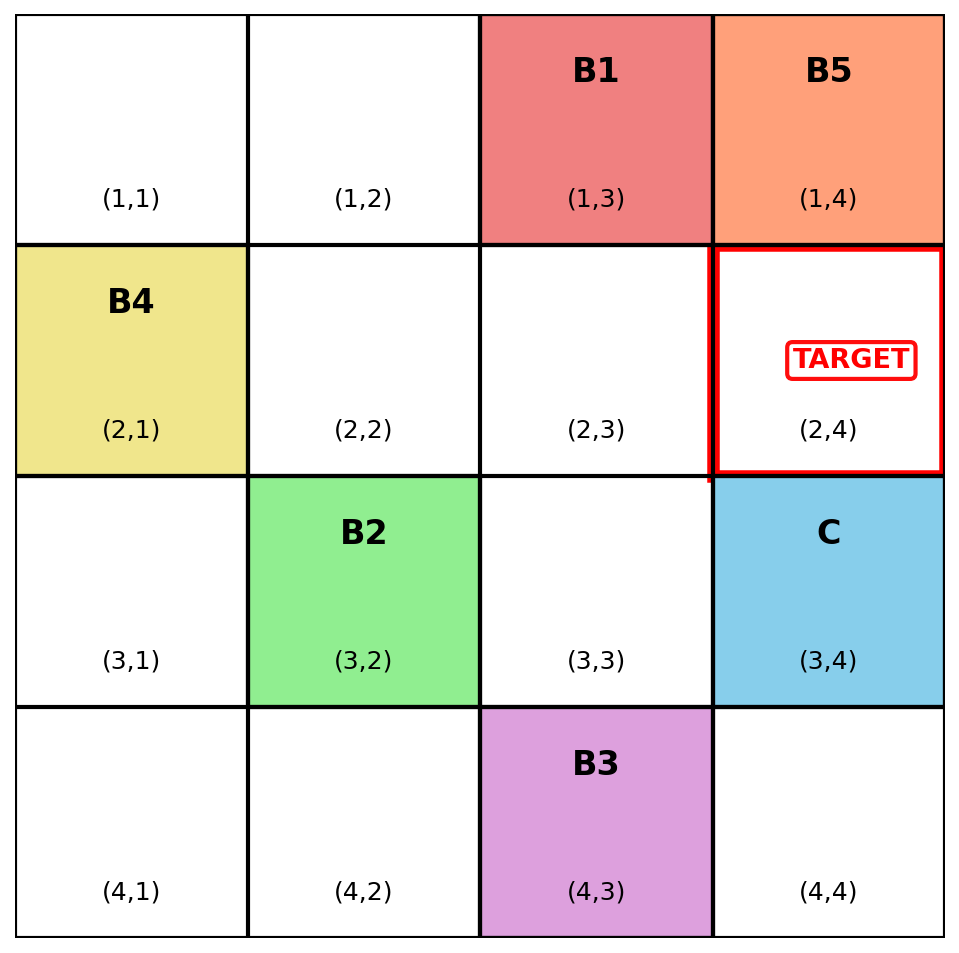 B1 B5
(1,1) (1,2) (1,3) (1,4)
B4
TARGET
(2,1) (2,2) (2,3) (2,4)
B2 C
(3,1) (3,2) (3,3) (3,4)
B3
(4,1) (4,2) (4,3) (4,4)